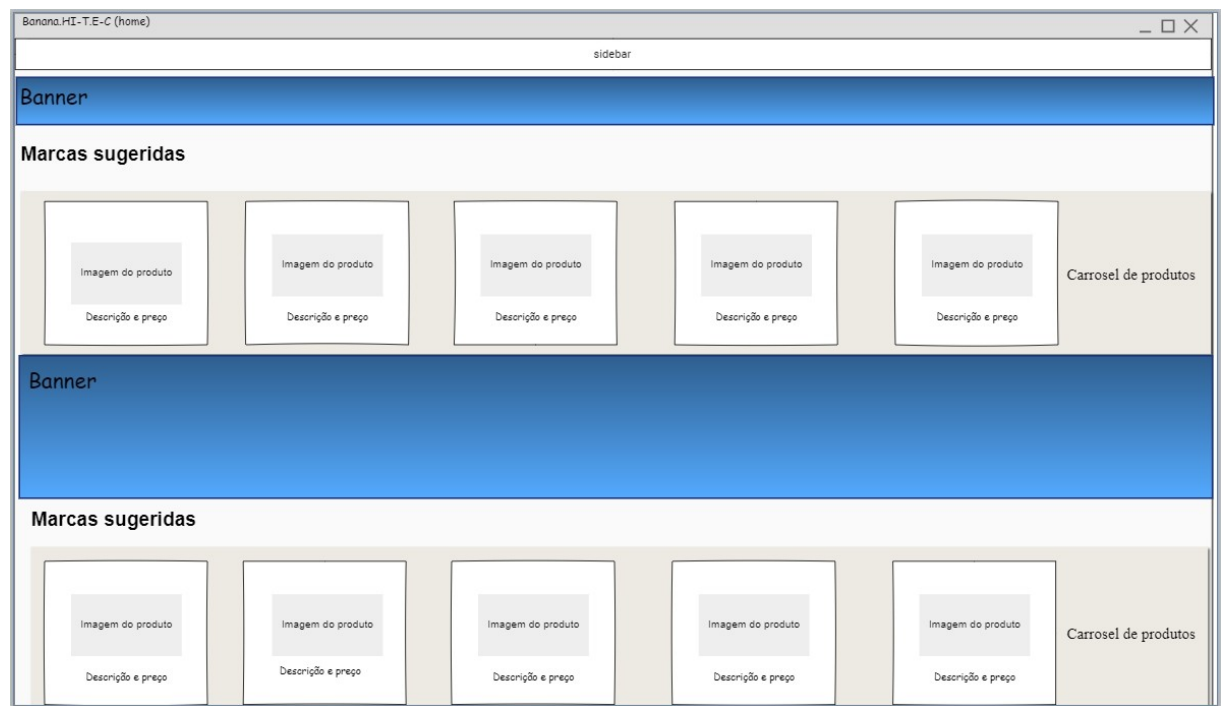 Banana.HI-T.E-C (home)
sidebar
Banner
Marcas sugeridas
Imagem do produto
Descrição e preço
Imagem do produto
Descrição e preço
Imagem do produto
Descrição e preço
Imagem do produto
Descrição e preço
Imagem do produto
Descrição e preço
Carrosel de produtos
Banner
Marcas sugeridas
Imagem do produto
Descrição e preço
Imagem do produto
Descrição e preço
Imagem do produto
Descrição e preço
Imagem do produto
Descrição e preço
Imagem do produto
Descrição e preço
Carrosel de produtos